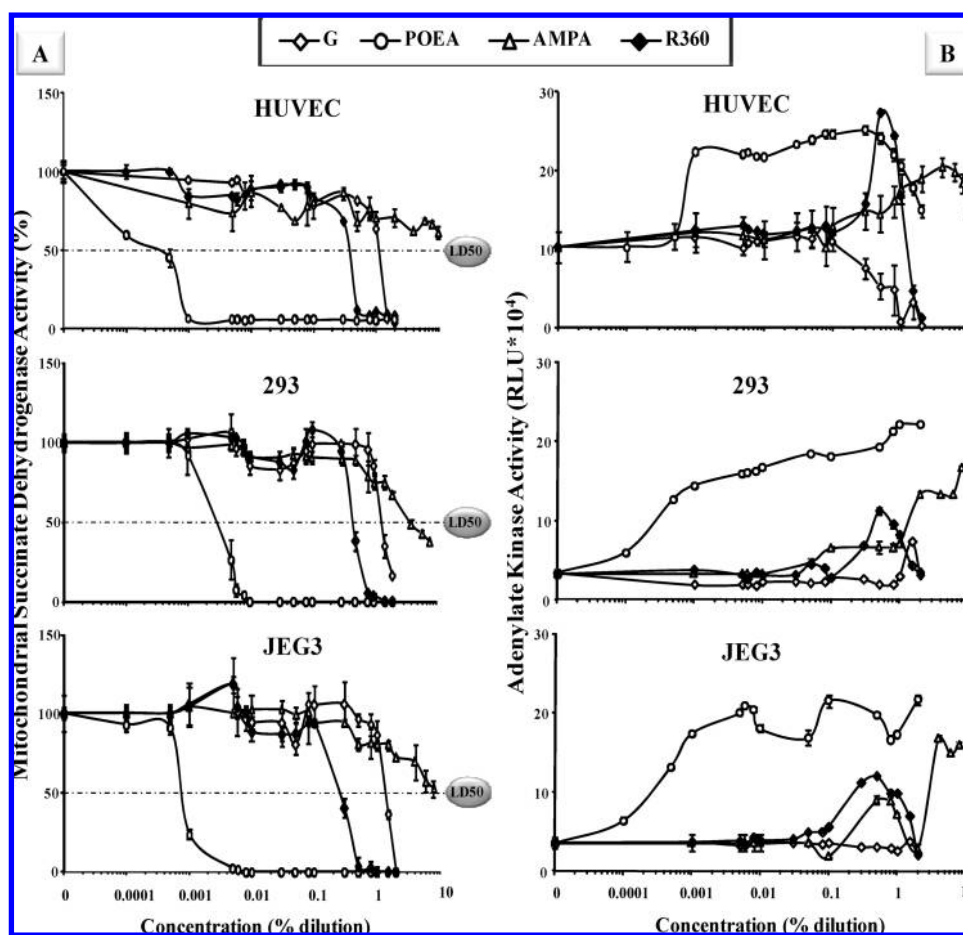 G POEA AMPA R360
A
B
Mitochondrial Succinate Dehydrogenase Activity (%)
HUVEC
150
100
50
0
LD50
293
150
100
50
0
LD50
JEG3
150
100
50
0
LD50
0 0.0001 0.001 0.01 0.1 1 10
Concentration (% dilution)
Adenylate Kinase Activity (RLU* 10⁴)
HUVEC
30
20
10
0
293
30
20
10
0
JEG3
30
20
10
0
0 0.0001 0.001 0.01 0.1 1
Concentration (% dilution)